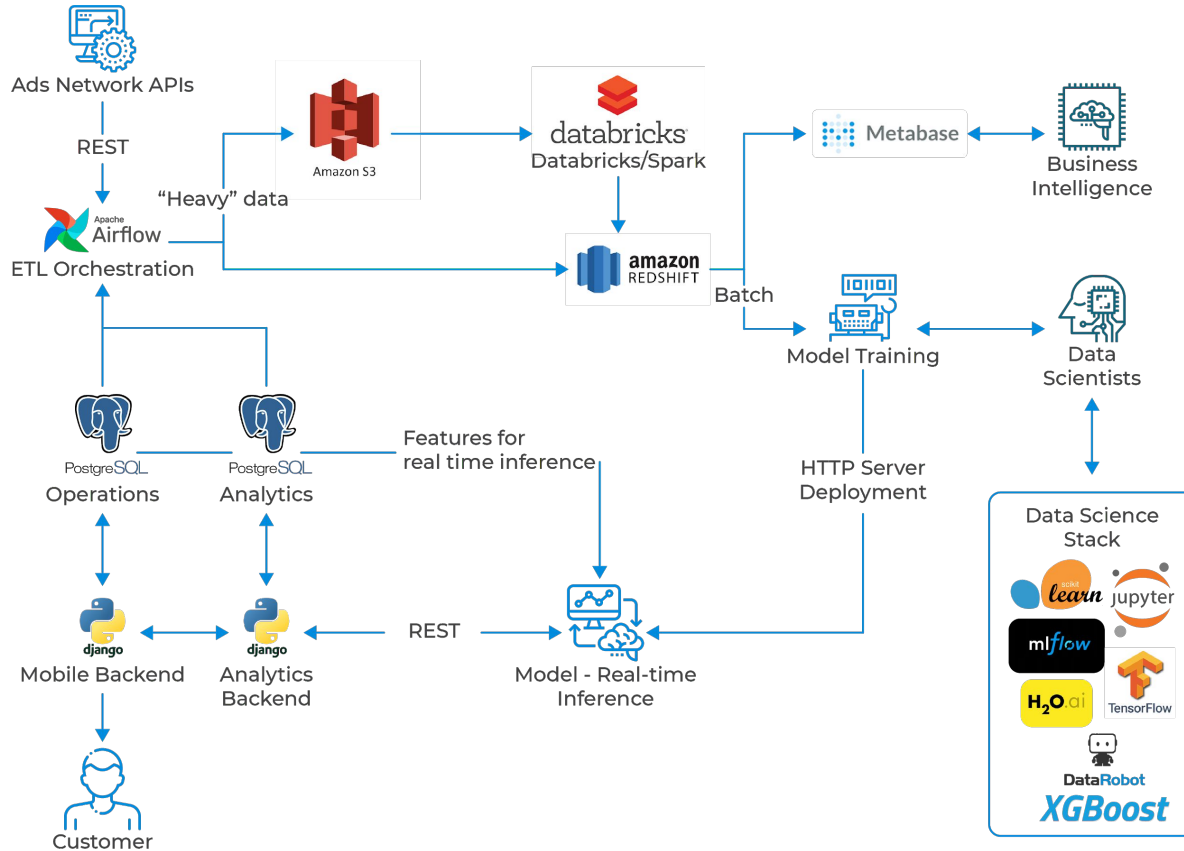 Ads Network APIs
REST
Apache
Airflow
ETL Orchestration
"Heavy" data
Amazon S3
databricks
Databricks/Spark
amazon
REDSHIFT
Batch
Metabase
Business
Intelligence
Model Training
Data
Scientists
PostgreSQL
Operations
PostgreSQL
Analytics
Features for
real time inference
HTTP Server
Deployment
django
Mobile Backend
django
Analytics
Backend
REST
Model - Real-time
Inference
Customer
Data Science
Stack
scikit
learn
jupyter
mlflow
TensorFlow
H2O.ai
DataRobot
XGBoost